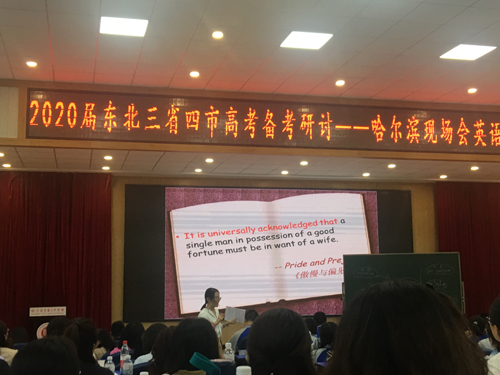 2020届东北三省四市高考备考研讨——哈尔滨现场会英语
• It is universally acknowledged that a
single man in possession of a good
fortune must be in want of a wife.
-- Pride and Prej
《傲慢与偏见